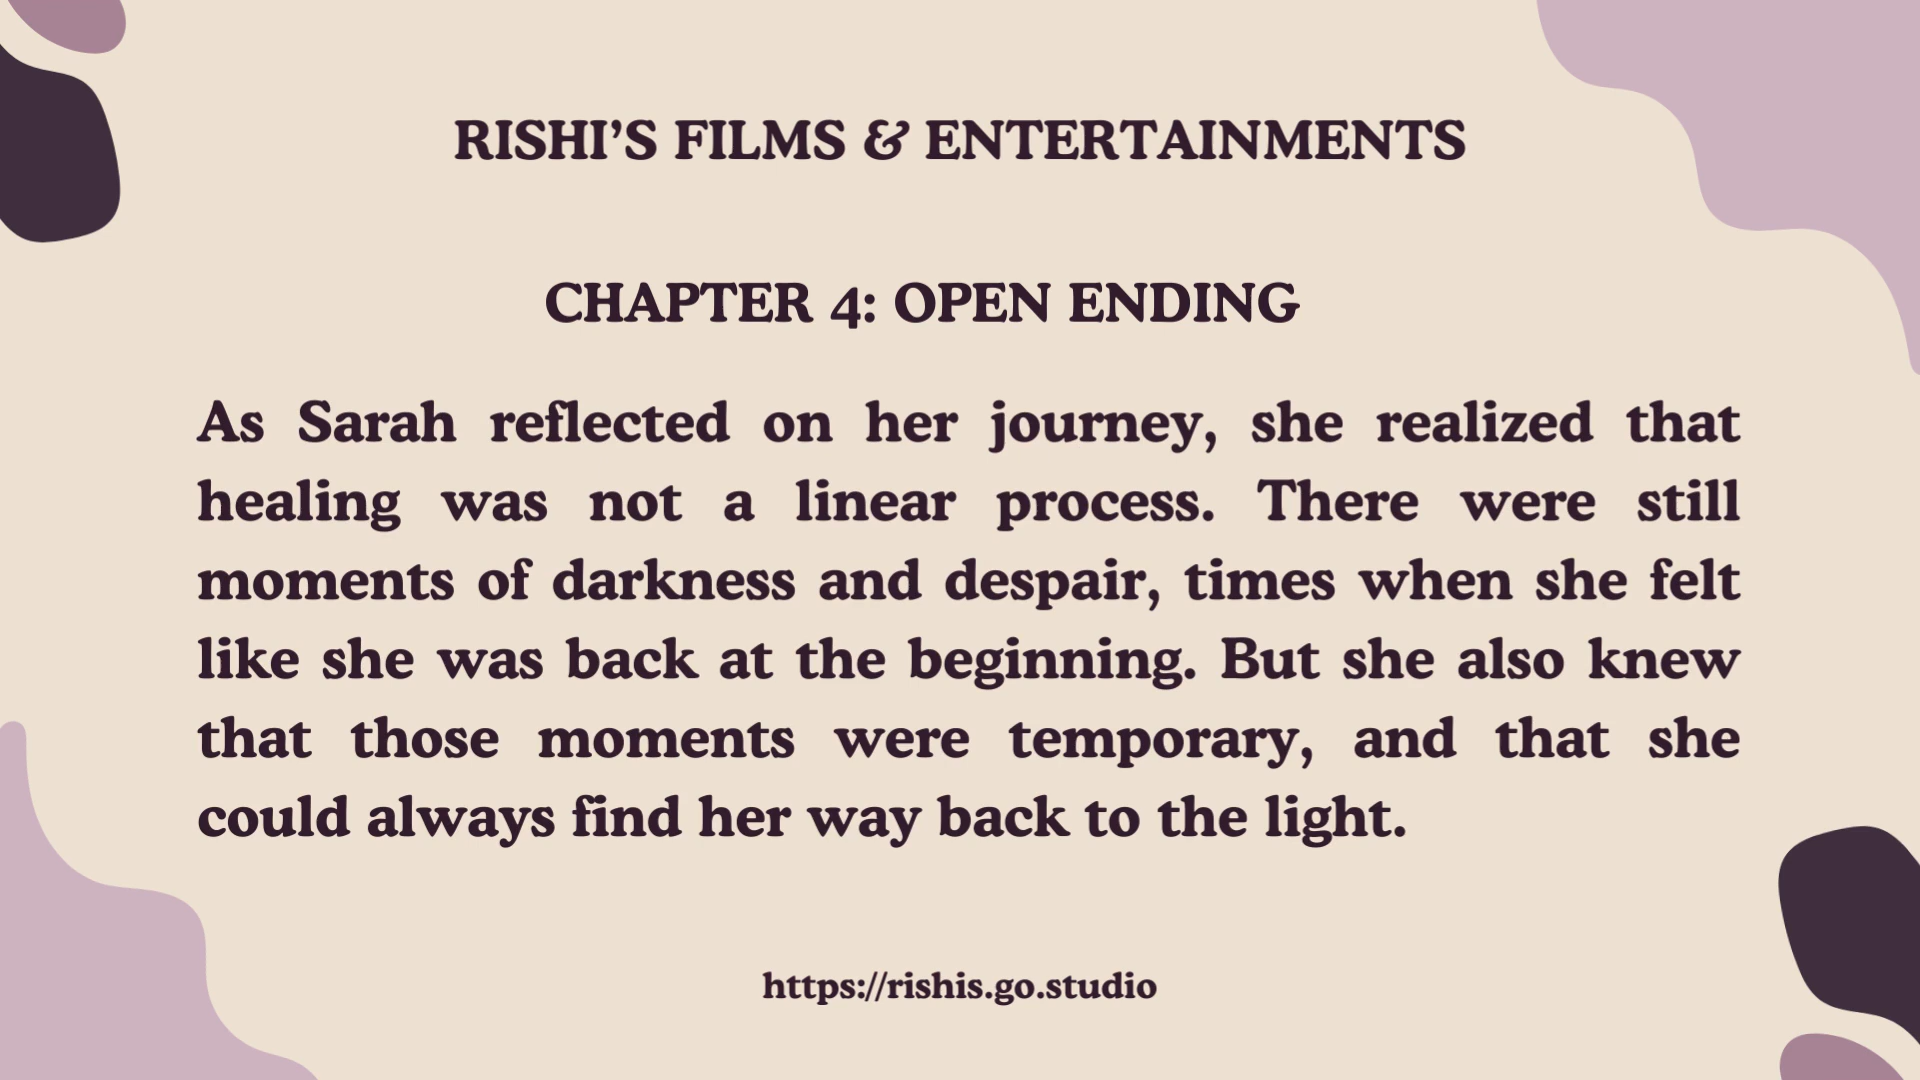 RISHI’S FILMS & ENTERTAINMENTS
CHAPTER 4: OPEN ENDING
As Sarah reflected on her journey, she realized that
healing was not a linear process. There were still
moments of darkness and despair, times when she felt
like she was back at the beginning. But she also knew
that those moments were temporary, and that she
could always find her way back to the light.
https://rishis.go.studio